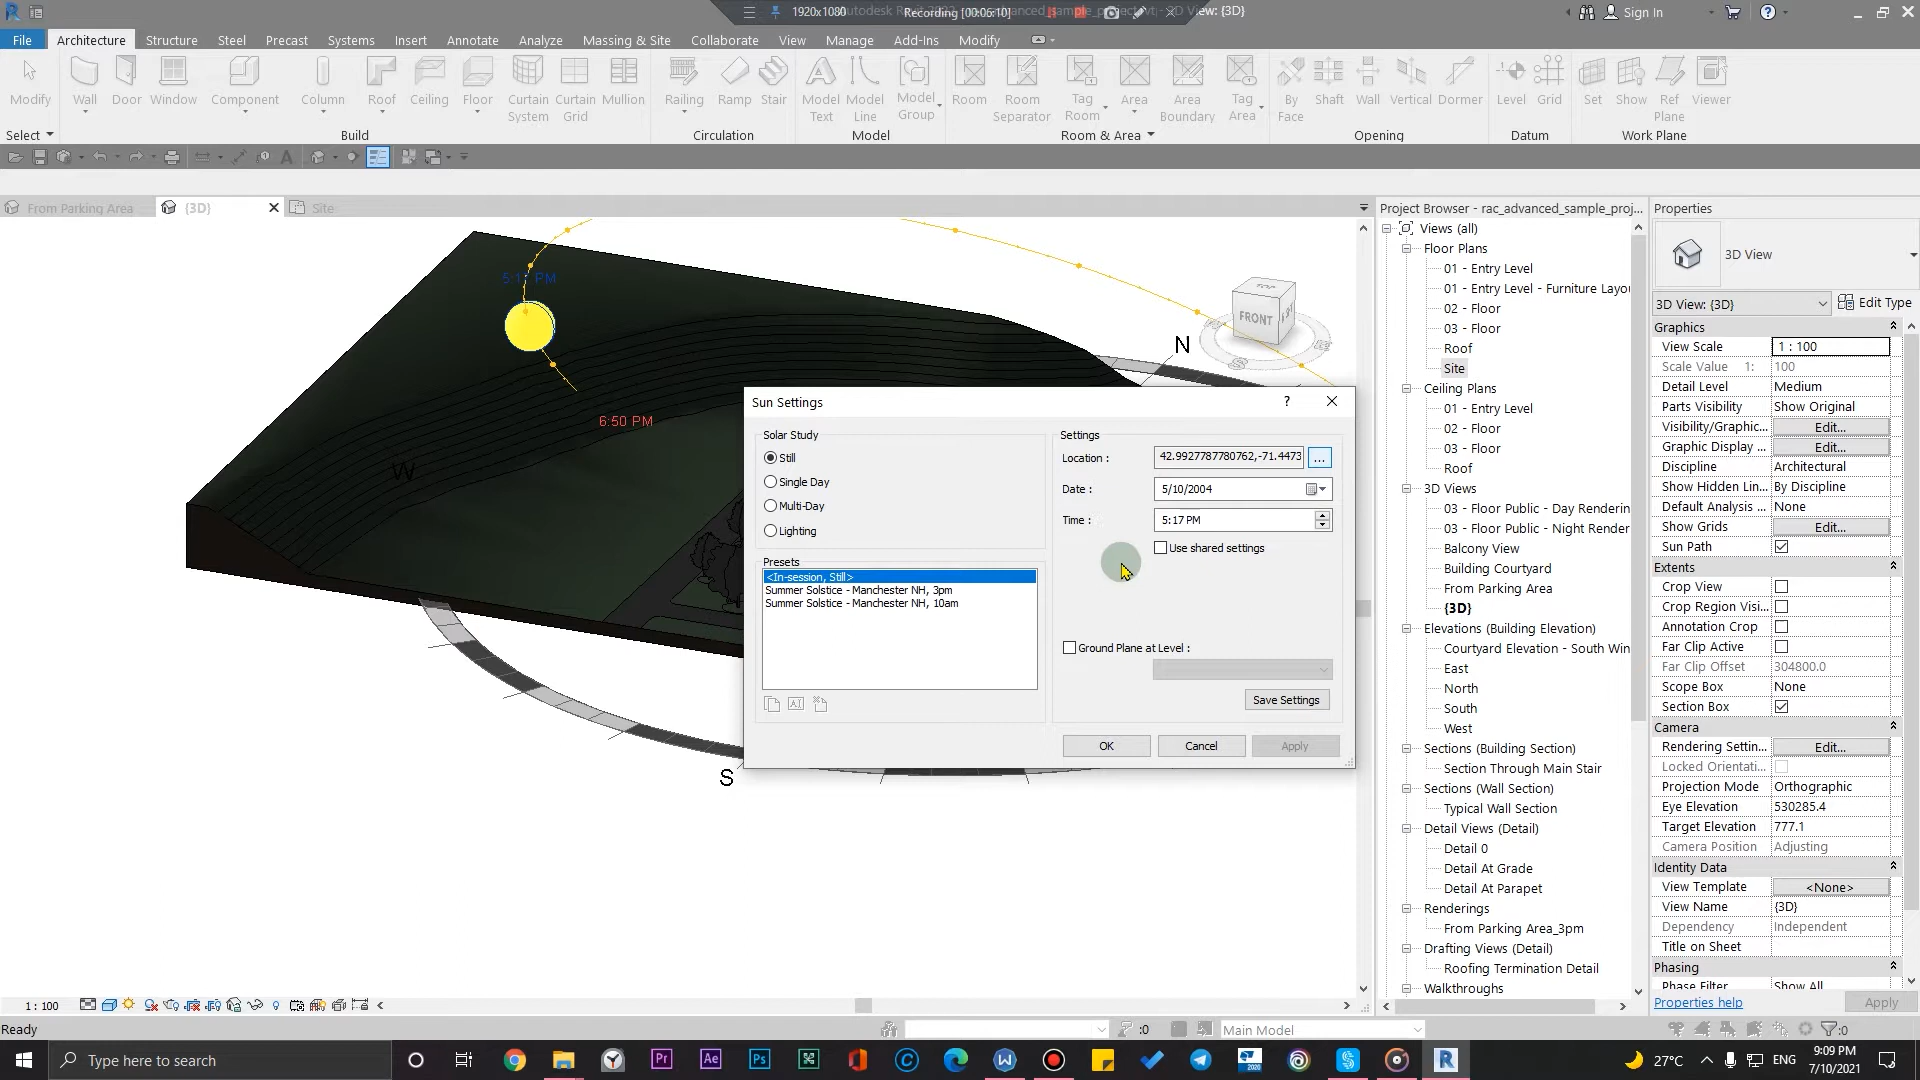 1920x1080
Recording [00:05:10]
3D View: {3D}
Sign In
File
Architecture
Structure
Steel
Precast
Systems
Insert
Annotate
Analyze
Massing & Site
Collaborate
View
Manage
Add-Ins
Modify
Modify
Wall
Door
Window
Component
Column
Roof
Ceiling
Floor
Curtain System
Curtain Grid
Mullion
Railing
Ramp
Stair
Model Text
Model Line
Model Group
Room
Room Separator
Tag Room
Area
Area Boundary
Tag Area
By Face
Shaft
Wall
Vertical
Dormer
Level
Grid
Set
Show
Ref Plane
Viewer
Select
Build
Circulation
Model
Room & Area
Opening
Datum
Work Plane
From Parking Area
{3D}
Site
5:17 PM
6:50 PM
W
N
S
TOP
FRONT
Sun Settings
?
Solar Study
Still
Single Day
Multi-Day
Lighting
Presets
<In-session, Still>
Summer Solstice - Manchester NH, 3pm
Summer Solstice - Manchester NH, 10am
Settings
Location :
42.9927787780762,-71.4473
...
Date :
5/10/2004
Time :
5:17 PM
Use shared settings
Ground Plane at Level :
Save Settings
OK
Cancel
Apply
Project Browser - rac_advanced_sample_proj...
Views (all)
Floor Plans
01 - Entry Level
01 - Entry Level - Furniture Layou
02 - Floor
03 - Floor
Roof
Site
Ceiling Plans
01 - Entry Level
02 - Floor
03 - Floor
Roof
3D Views
03 - Floor Public - Day Renderin
03 - Floor Public - Night Render
Balcony View
Building Courtyard
From Parking Area
{3D}
Elevations (Building Elevation)
Courtyard Elevation - South Win
East
North
South
West
Sections (Building Section)
Section Through Main Stair
Sections (Wall Section)
Typical Wall Section
Detail Views (Detail)
Detail 0
Detail At Grade
Detail At Parapet
Renderings
From Parking Area_3pm
Drafting Views (Detail)
Roofing Termination Detail
Walkthroughs
Properties
3D View
3D View: {3D}
Edit Type
Graphics
View Scale 1 : 100
Scale Value 1: 100
Detail Level Medium
Parts Visibility Show Original
Visibility/Graphic... Edit...
Graphic Display ... Edit...
Discipline Architectural
Show Hidden Lin... By Discipline
Default Analysis ... None
Show Grids Edit...
Sun Path
Extents
Crop View
Crop Region Visi...
Annotation Crop
Far Clip Active
Far Clip Offset 304800.0
Scope Box None
Section Box
Camera
Rendering Settin... Edit...
Locked Orientati...
Projection Mode Orthographic
Eye Elevation 530285.4
Target Elevation 777.1
Camera Position Adjusting
Identity Data
View Template <None>
View Name {3D}
Dependency Independent
Title on Sheet
Phasing
Phase Filter Show All
Properties help
Apply
1 : 100
Ready
:0
Main Model
:0
Type here to search
27°C
ENG
9:09 PM
7/10/2021